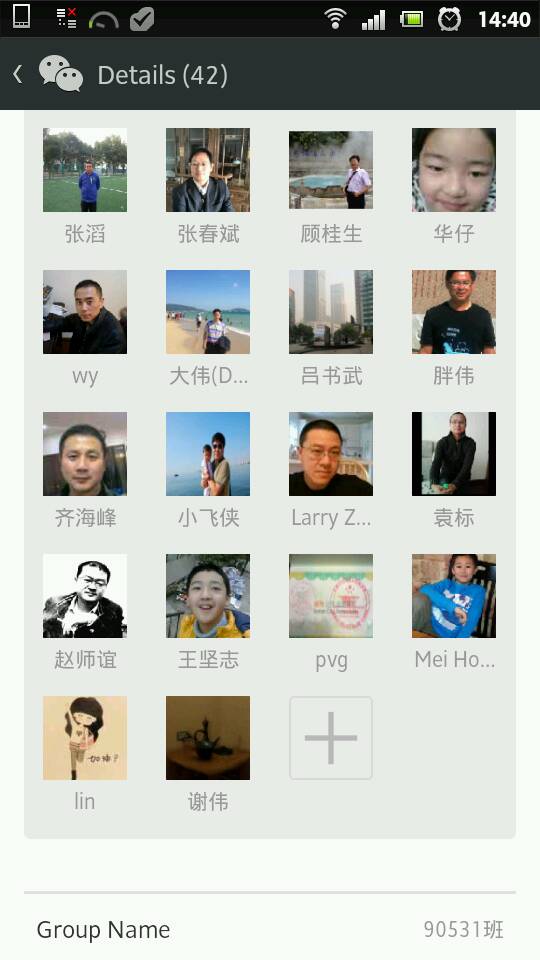 14:40
Details (42)
张滔
张春斌
顾桂生
华仔
wy
大伟(D...
吕书武
胖伟
齐海峰
小飞侠
Larry Z...
袁标
赵师谊
王坚志
pvg
Mei Ho...
加油!
lin
谢伟
Group Name
90531班